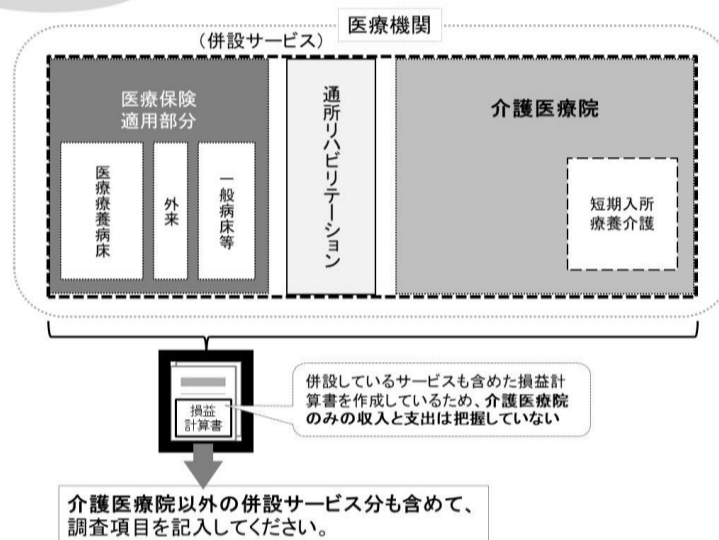 医療機関
（併設サービス）
医療保険
適用部分
医療療養病床
外来
一般病床等
通所リハビリテーション
介護医療院
短期入所
療養介護
損益
計算書
併設しているサービスも含めた損益計
算書を作成しているため、介護医療院
のみの収入と支出は把握していない
介護医療院以外の併設サービス分も含めて、
調査項目を記入してください。